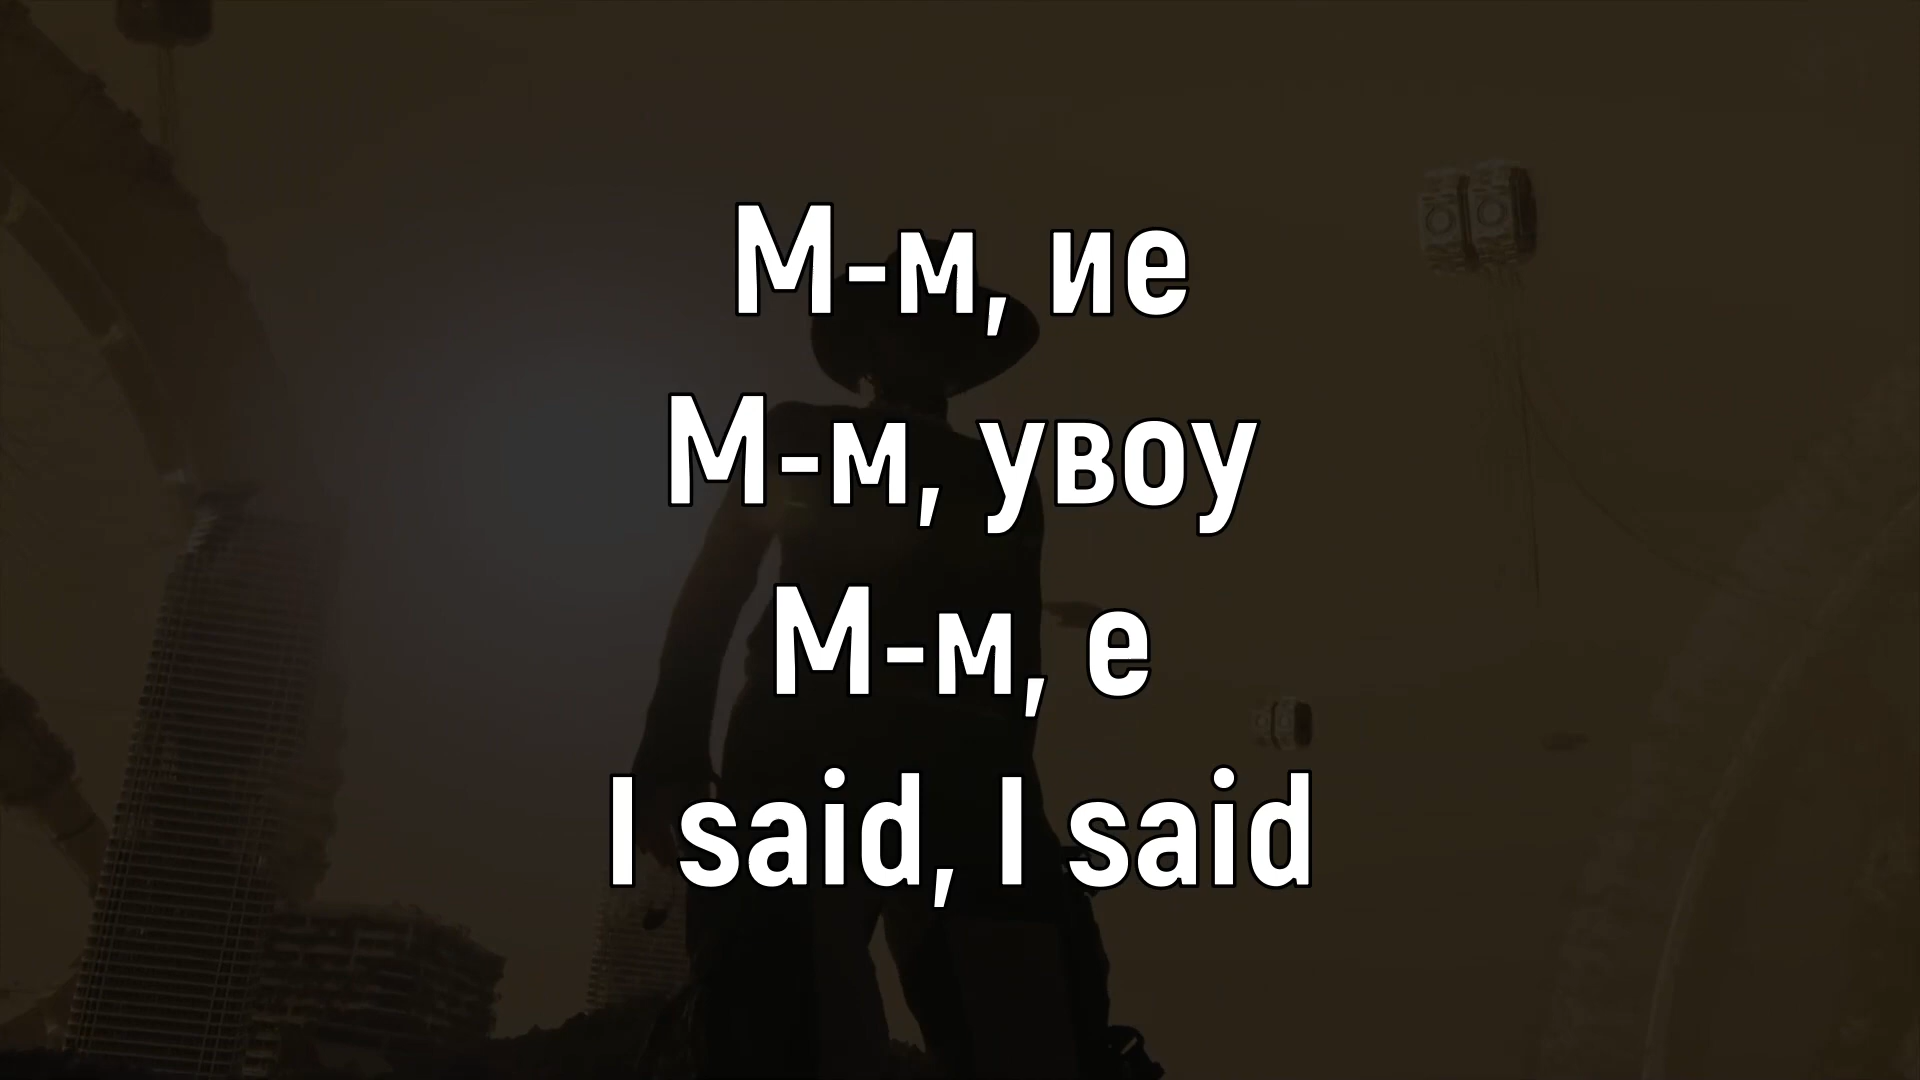 М-м, ие
М-м, увоу
М-м, е
I said, I said